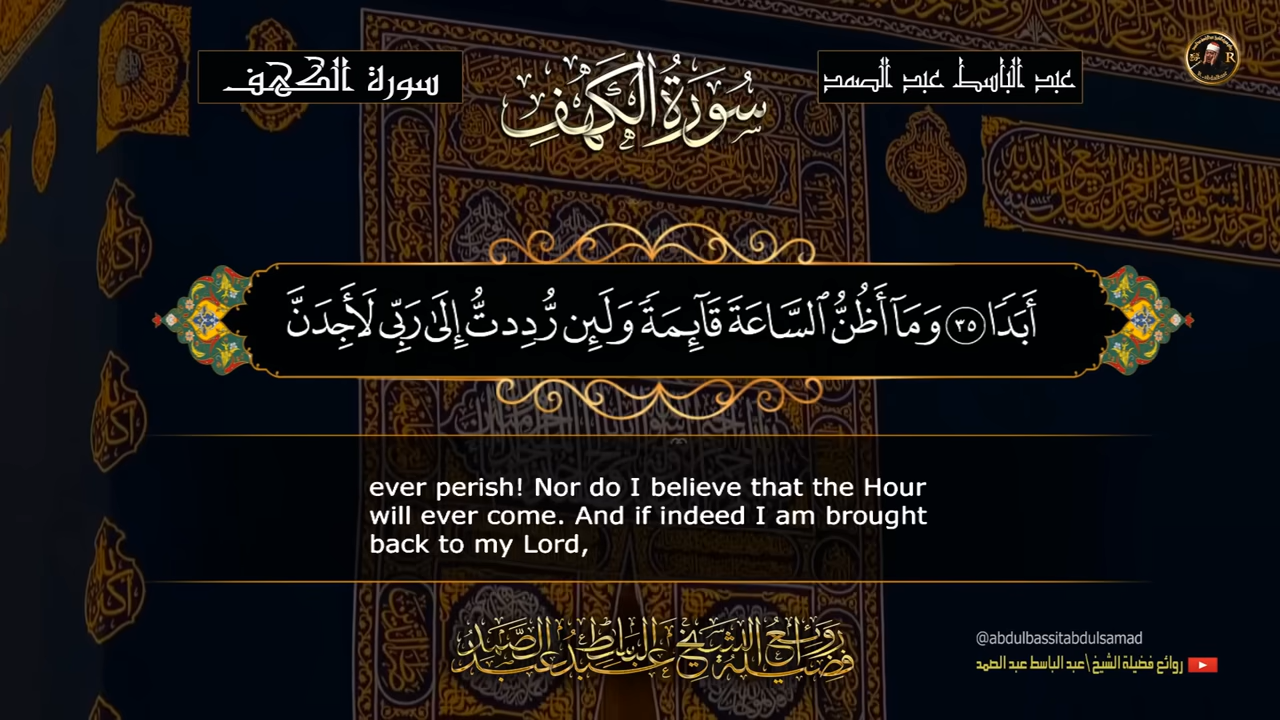 سورة الكهف
سُورَةُ الكَهْفِ
عبد الباسط عبد الصمد
R
أَبَدًا ٣٥ وَمَآ أَظُنُّ ٱلسَّاعَةَ قَآئِمَةً وَلَئِن رُّدِدتُّ إِلَىٰ رَبِّى لَأَجِدَنَّ
ever perish! Nor do I believe that the Hour
will ever come. And if indeed I am brought
back to my Lord,
روائع فضيلة الشيخ عبد الباسط عبد الصمد
@abdulbassitabdulsamad
روائع فضيلة الشيخ \ عبد الباسط عبد الصمد